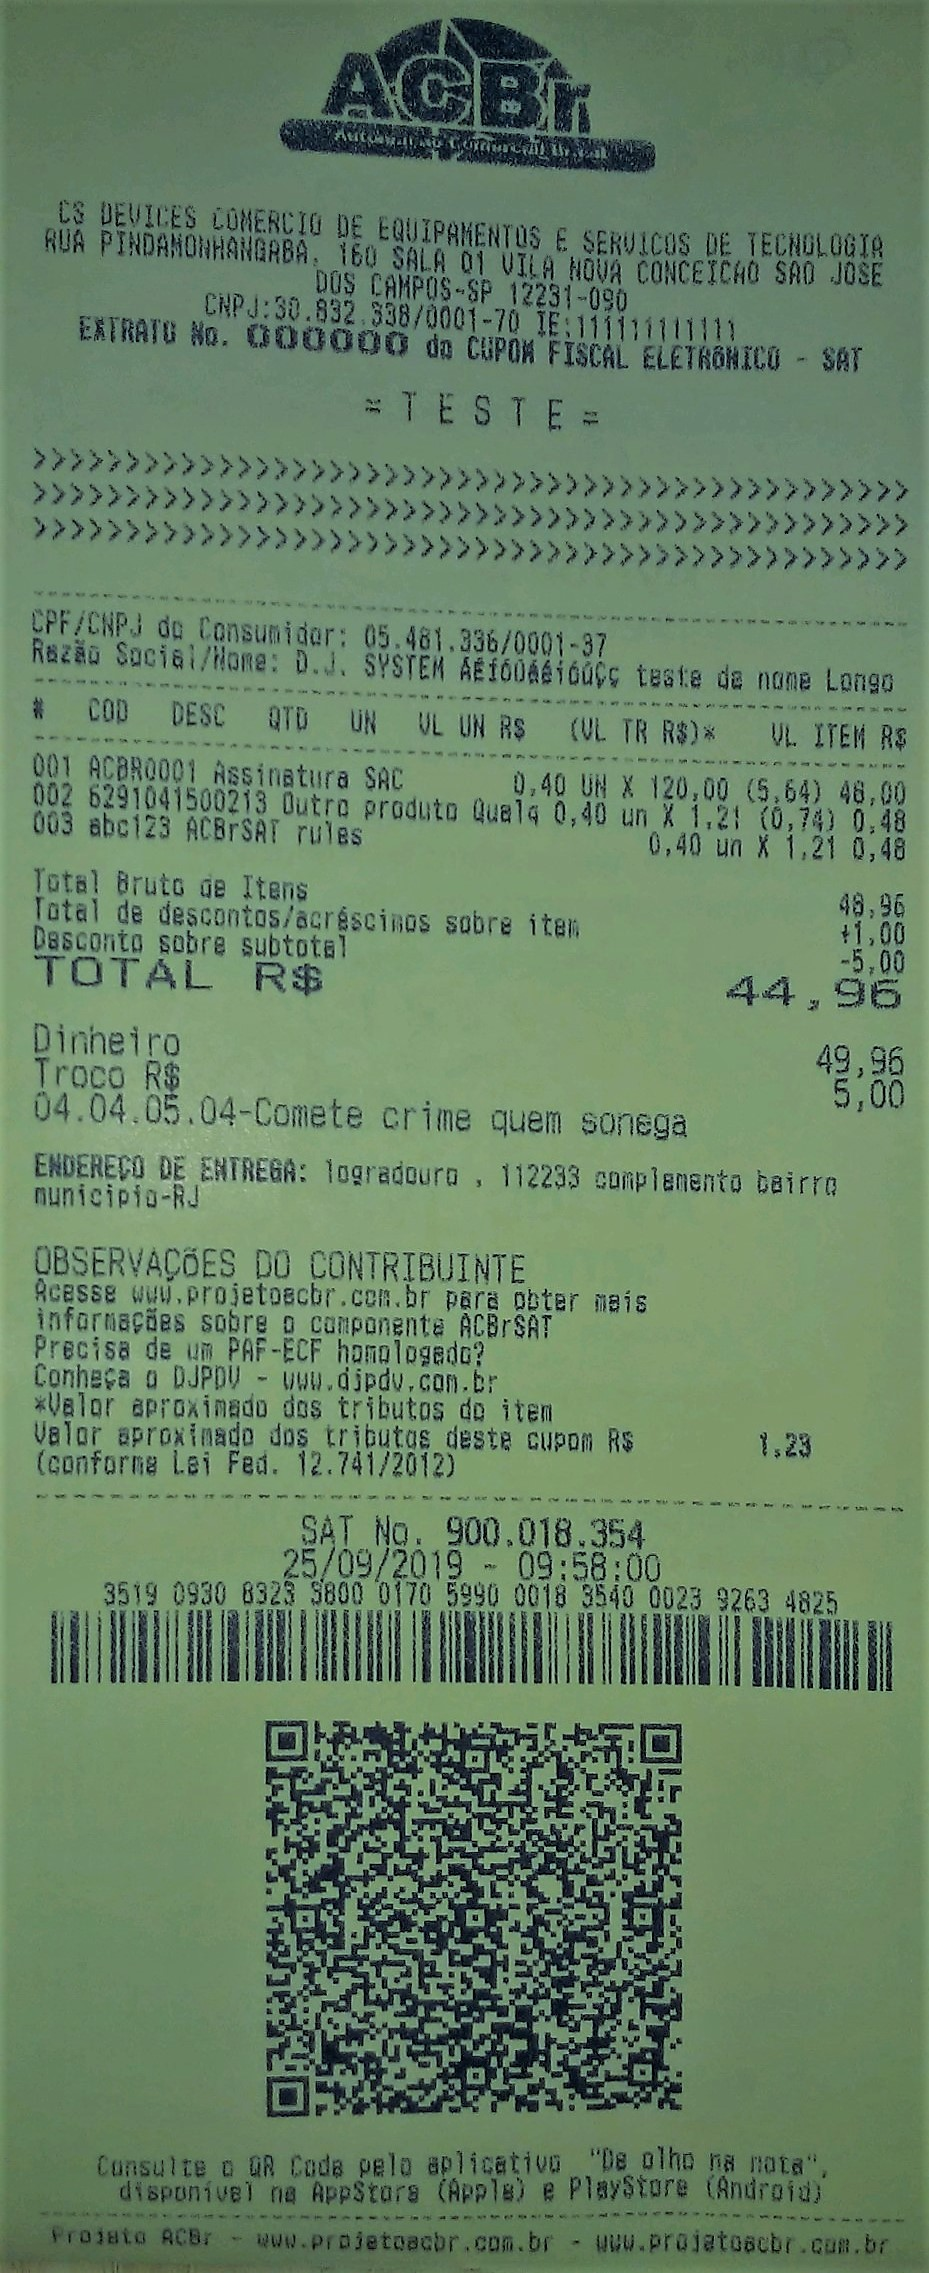 ACBr
CS DEVICES COMERCIO DE EQUIPAMENTOS E SERVICOS DE TECNOLOGIA
RUA PINDAMONHANGABA, 160 SALA 01 VILA NOVA CONCEICAO SAO JOSE
DOS CAMPOS-SP 12231-090
CNPJ:30.832.338/0001-70 IE:111111111111
EXTRATO No. 000000 do CUPOM FISCAL ELETRÔNICO - SAT
= T E S T E =
>>>>>>>>>>>>>>>>>>>>>>>>>>>>>>>>>>>>>>>>>>>>>>>>>>>>>>>>
>>>>>>>>>>>>>>>>>>>>>>>>>>>>>>>>>>>>>>>>>>>>>>>>>>>>>>>>
>>>>>>>>>>>>>>>>>>>>>>>>>>>>>>>>>>>>>>>>>>>>>>>>>>>>>>>>
CPF/CNPJ do Consumidor: 05.481.336/0001-37
Razão Social/Nome: D.J. SYSTEM ÁÉÍÓÚáéíóúÇç teste de nome Longo
# COD DESC QTD UN VL UN R$ (VL TR R$)* VL ITEM R$
001 ACBR0001 Assinatura SAC 0,40 UN X 120,00 (5,64) 48,00
002 6291041500213 Outro produto Qualq 0,40 un X 1,21 (0,74) 0,48
003 abc123 ACBrSAT rules 0,40 un X 1,21 0,48
Total Bruto de Itens 48,96
Total de descontos/acréscimos sobre item +1,00
Desconto sobre subtotal -5,00
TOTAL R$ 44,96
Dinheiro 49,96
Troco R$ 5,00
04.04.05.04-Comete crime quem sonega
ENDEREÇO DE ENTREGA: logradouro , 112233 complemento bairro
municipio-RJ
OBSERVAÇÕES DO CONTRIBUINTE
Acesse www.projetoacbr.com.br para obter mais
informações sobre o componente ACBrSAT
Precisa de um PAF-ECF homologado?
Conheça o DJPDV - www.djpdv.com.br
*Valor aproximado dos tributos do item
Valor aproximado dos tributos deste cupom R$ 1,23
(conforme Lei Fed. 12.741/2012)
SAT No. 900.018.354
25/09/2019 - 09:58:00
3519 0930 8323 3800 0170 5990 0018 3540 0023 9263 4825
Consulte o QR Code pelo aplicativo "De olho na nota",
disponível na AppStore (Apple) e PlayStore (Android)
Projeto ACBr - www.projetoacbr.com.br - www.projetoacbr.com.br